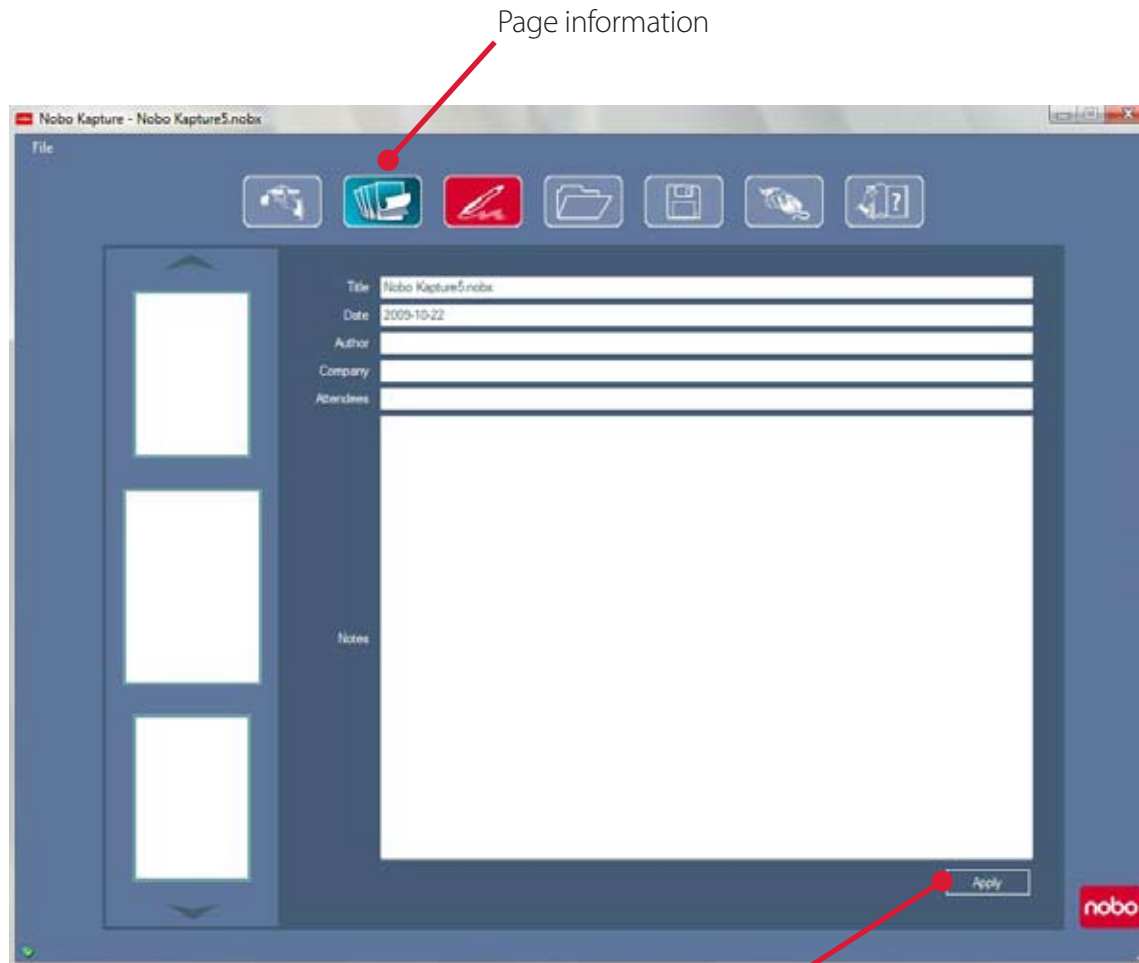 Page information
Nobo Kapture - Nobo Kapture5.nobx
File
?
Title Nobo Kapture5.nobx
Date 2009-10-22
Author
Company
Attendees
Notes
Apply
nobo